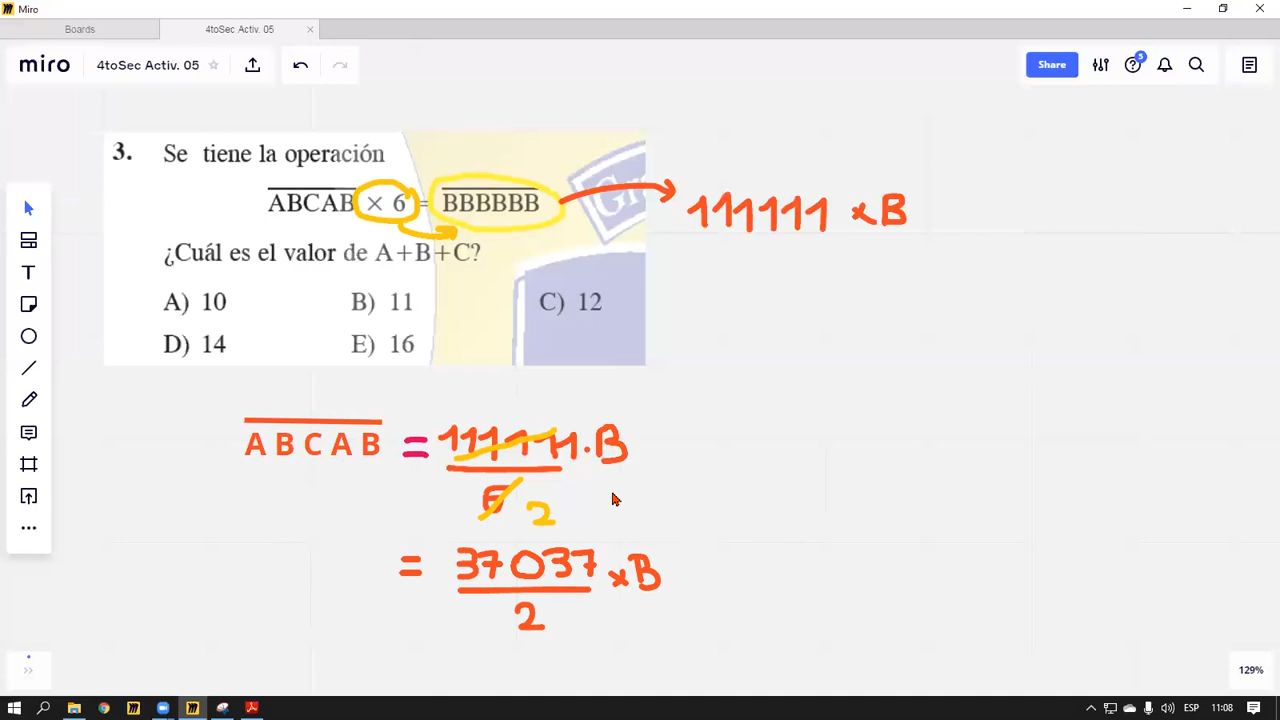 Miro
Boards
4toSec Activ. 05
miro
4toSec Activ. 05
Share
3
3. Se tiene la operación
ABCAB × 6 = BBBBBB
111111 × B
¿Cuál es el valor de A+B+C?
A) 10 B) 11 C) 12
D) 14 E) 16
ABCAB = 111111 . B
6 2
= 37037 × B
2
129%
ESP 11:08